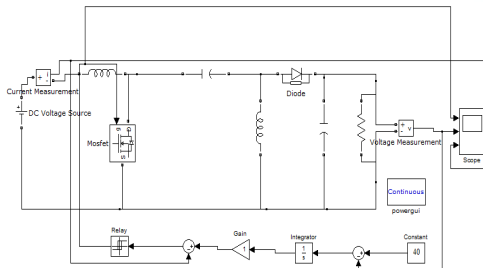 Current Measurement
DC Voltage Source
i
+
-
g
D
S
Mosfet
Diode
+
-
v
Voltage Measurement
Scope
Continuous
powergui
Relay
Gain
1
Integrator
1
s
Constant
40